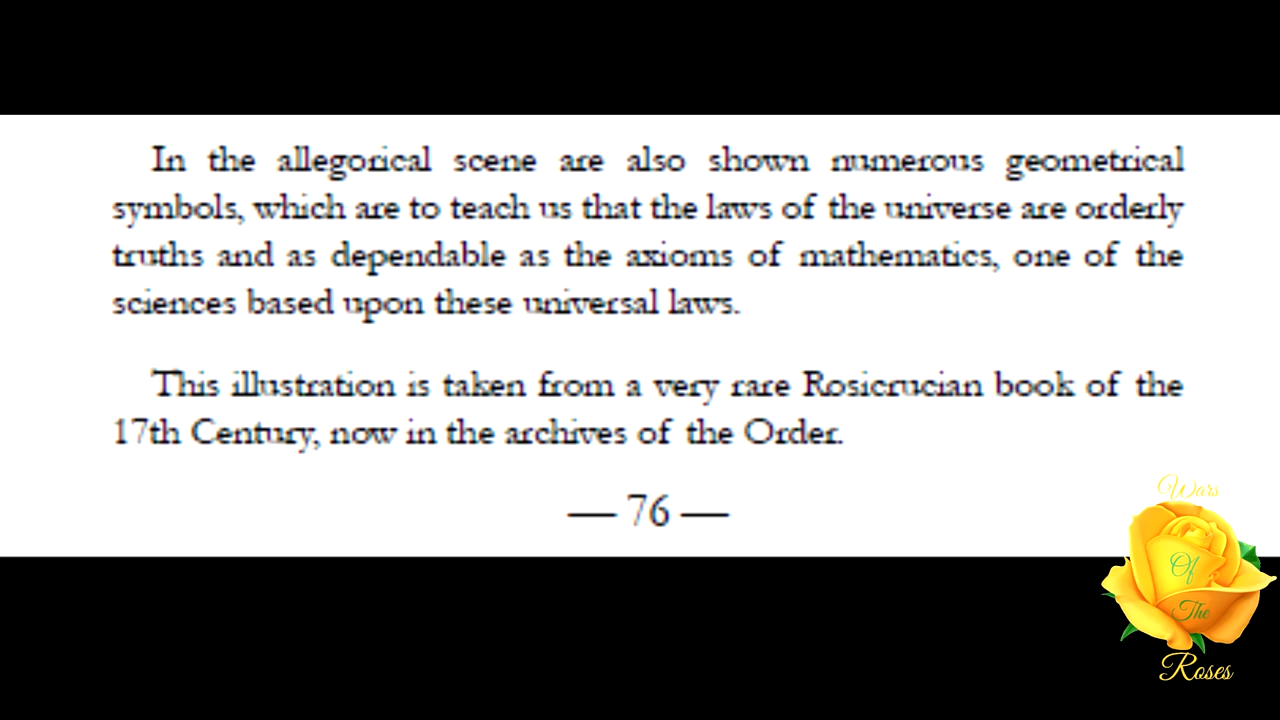 In the allegorical scene are also shown numerous geometrical
symbols, which are to teach us that the laws of the universe are orderly
truths and as dependable as the axioms of mathematics, one of the
sciences based upon these universal laws.
This illustration is taken from a very rare Rosicrucian book of the
17th Century, now in the archives of the Order.
— 76 —
Wars
Of
The
Roses